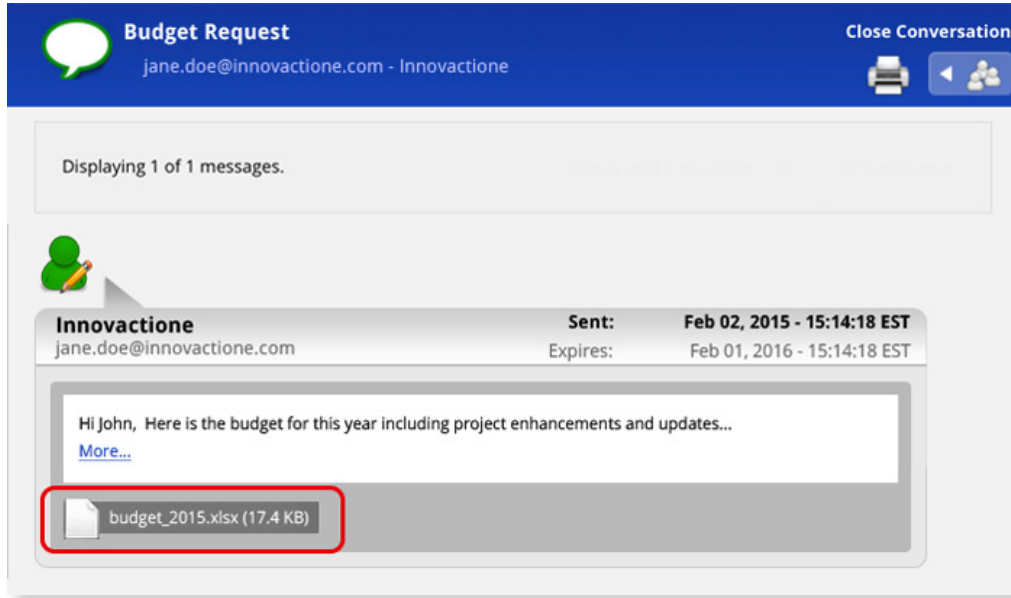 Budget Request
jane.doe@innovactione.com - Innovactione
Close Conversation
Displaying 1 of 1 messages.
Innovactione
jane.doe@innovactione.com
Sent: Feb 02, 2015 - 15:14:18 EST
Expires: Feb 01, 2016 - 15:14:18 EST
Hi John, Here is the budget for this year including project enhancements and updates...
More...
budget_2015.xlsx (17.4 KB)